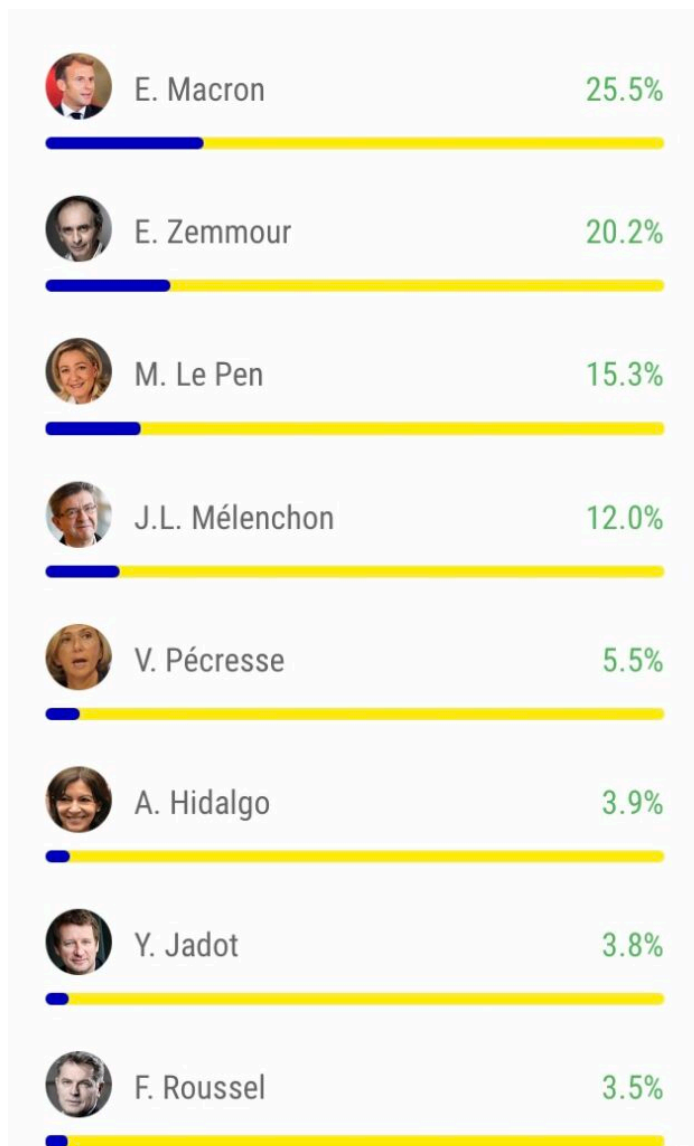 E. Macron 25.5%
E. Zemmour 20.2%
M. Le Pen 15.3%
J.L. Mélenchon 12.0%
V. Pécresse 5.5%
A. Hidalgo 3.9%
Y. Jadot 3.8%
F. Roussel 3.5%